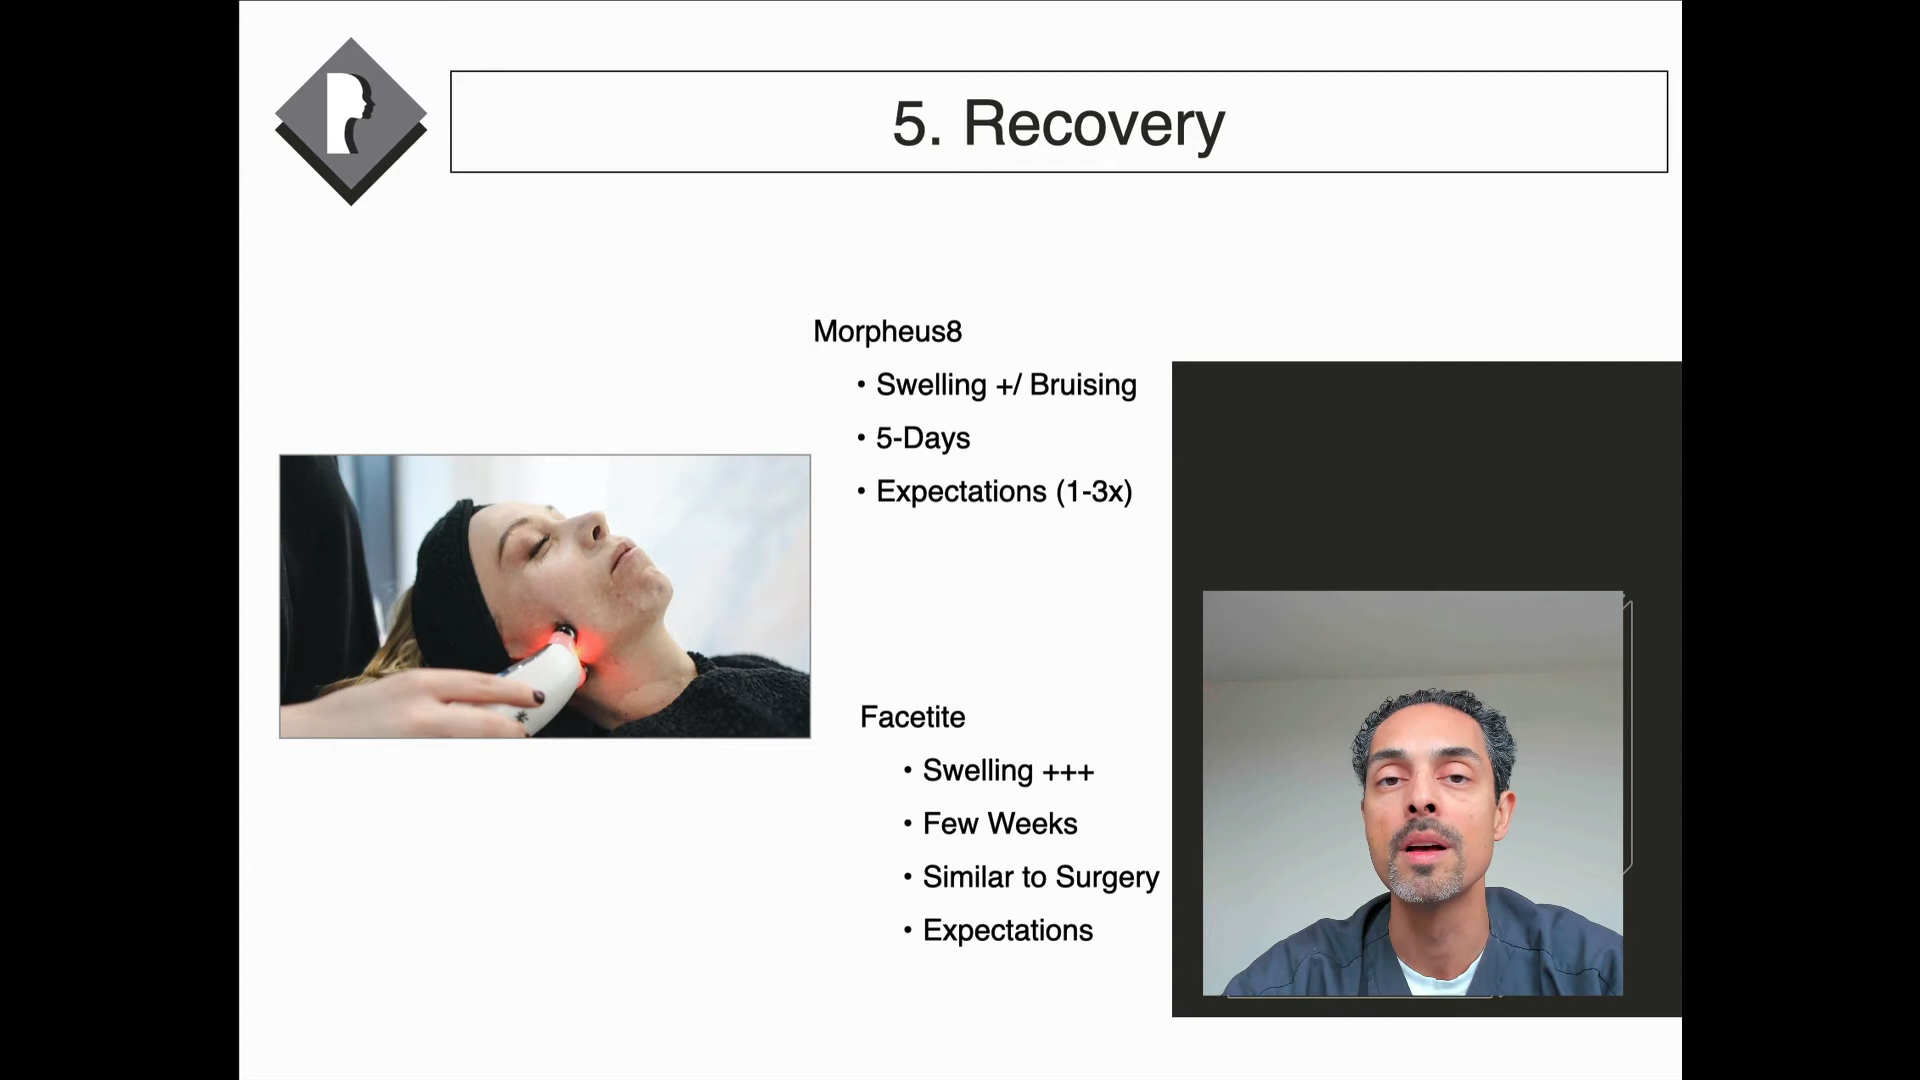 5. Recovery
Morpheus8
• Swelling +/ Bruising
• 5-Days
• Expectations (1-3x)
Facetite
• Swelling +++
• Few Weeks
• Similar to Surgery
• Expectations